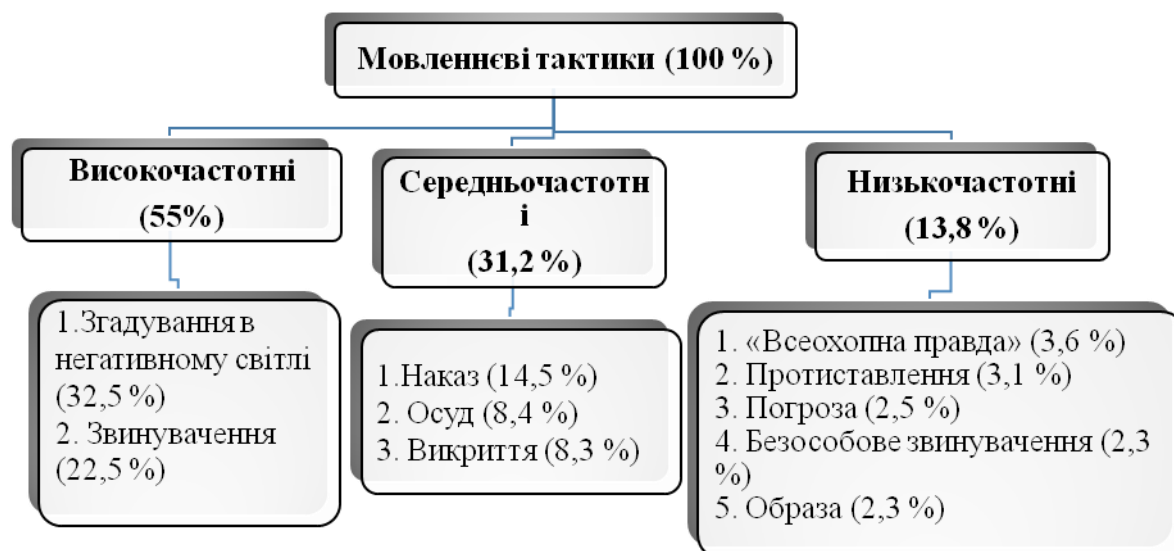 Мовленнєві тактики (100 %)
Високочастотні
(55%)
Середньочастотн
і
(31,2 %)
Низькочастотні
(13,8 %)
1.Згадування в
негативному світлі
(32,5 %)
2. Звинувачення
(22,5 %)
1.Наказ (14,5 %)
2. Осуд (8,4 %)
3. Викриття (8,3 %)
1. «Всеохопна правда» (3,6 %)
2. Протиставлення (3,1 %)
3. Погроза (2,5 %)
4. Безособове звинувачення (2,3
%)
5. Образа (2,3 %)